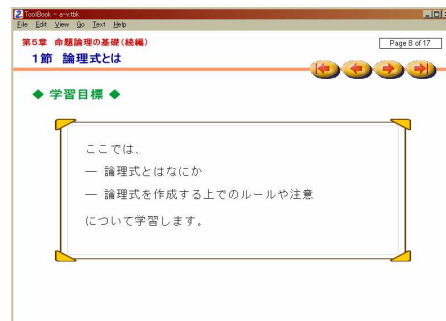 ToolBook - a-v.tbk
File Edit View Go Text Help
第5章 命題論理の基礎(続編)
Page 8 of 17
1節 論理式とは
◆ 学習目標 ◆
ここでは、
― 論理式とはなにか
― 論理式を作成する上でのルールや注意
について学習します。